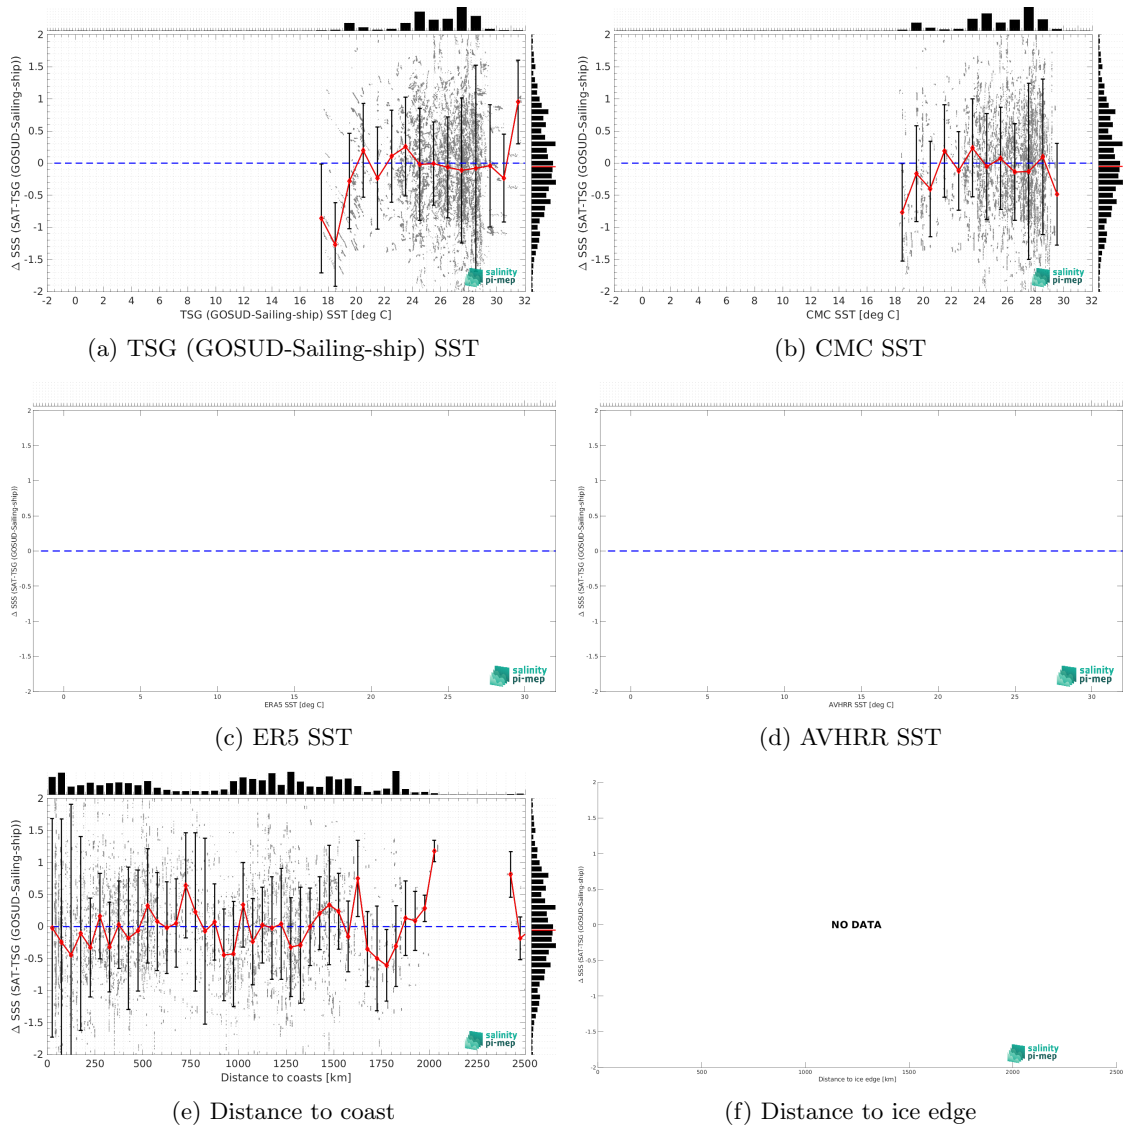 2
1.5
1
0.5
0
-0.5
-1
-1.5
-2
Δ SSS (SAT-TSG (GOSUD-Sailing-ship))
-2 0 2 4 6 8 10 12 14 16 18 20 22 24 26 28 30 32
TSG (GOSUD-Sailing-ship) SST [deg C]
salinity
pi-mep
(a) TSG (GOSUD-Sailing-ship) SST
2
1.5
1
0.5
0
-0.5
-1
-1.5
-2
Δ SSS (SAT-TSG (GOSUD-Sailing-ship))
-2 0 2 4 6 8 10 12 14 16 18 20 22 24 26 28 30 32
CMC SST [deg C]
salinity
pi-mep
(b) CMC SST
2
1.5
1
0.5
0
-0.5
-1
-1.5
-2
Δ SSS (SAT-TSG (GOSUD-Sailing-ship))
0 5 10 15 20 25 30
ERA5 SST [deg C]
salinity
pi-mep
(c) ER5 SST
2
1.5
1
0.5
0
-0.5
-1
-1.5
-2
Δ SSS (SAT-TSG (GOSUD-Sailing-ship))
0 5 10 15 20 25 30
AVHRR SST [deg C]
salinity
pi-mep
(d) AVHRR SST
2
1.5
1
0.5
0
-0.5
-1
-1.5
-2
Δ SSS (SAT-TSG (GOSUD-Sailing-ship))
0 250 500 750 1000 1250 1500 1750 2000 2250 2500
Distance to coasts [km]
salinity
pi-mep
(e) Distance to coast
2
1.5
1
0.5
0
-0.5
-1
-1.5
-2
Δ SSS (SAT-TSG (GOSUD-Sailing-ship))
NO DATA
0 500 1000 1500 2000 2500
Distance to ice edge [km]
salinity
pi-mep
(f) Distance to ice edge